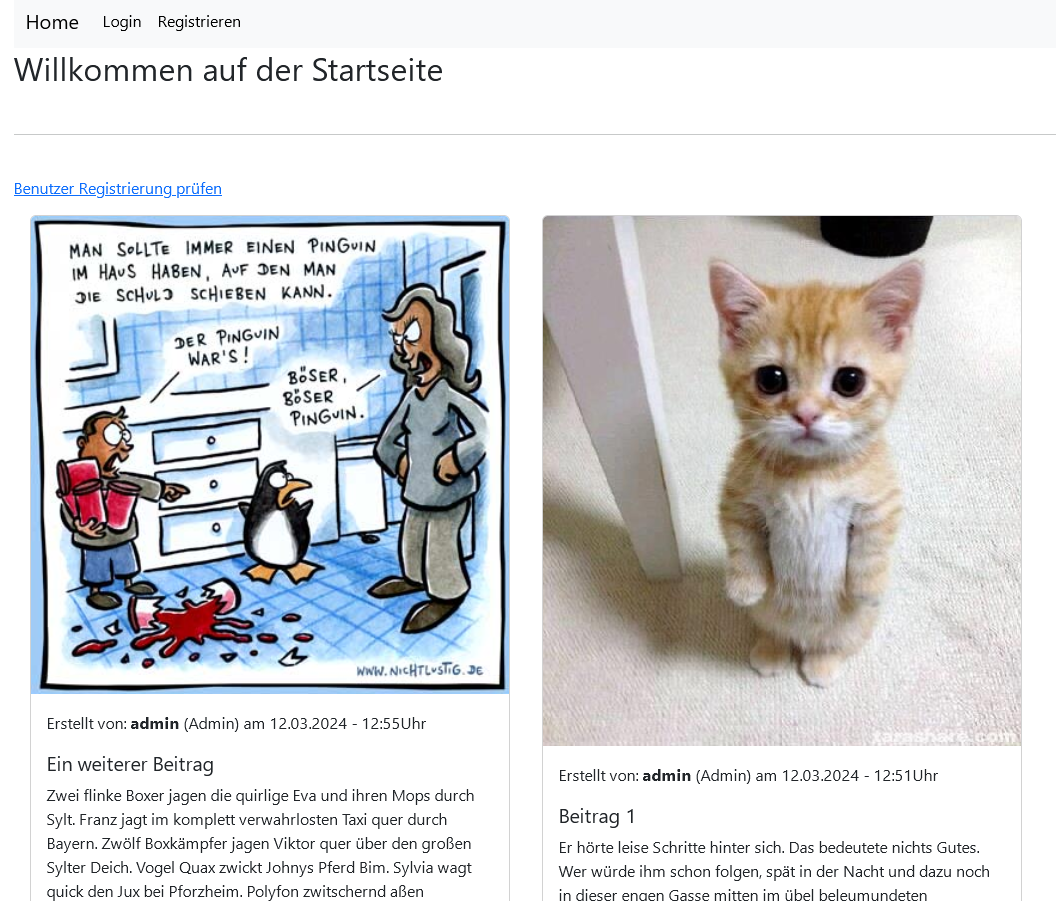 Home Login Registrieren
Willkommen auf der Startseite
Benutzer Registrierung prüfen
MAN SOLLTE IMMER EINEN PINGUIN
IM HAUS HABEN, AUF DEN MAN
DIE SCHULD SCHIEBEN KANN.
DER PINGUIN
WAR'S!
BÖSER,
BÖSER
PINGUIN.
WWW.NICHTLUSTIG.DE
Erstellt von: admin (Admin) am 12.03.2024 - 12:55Uhr
Ein weiterer Beitrag
Zwei flinke Boxer jagen die quirlige Eva und ihren Mops durch
Sylt. Franz jagt im komplett verwahrlosten Taxi quer durch
Bayern. Zwölf Boxkämpfer jagen Viktor quer über den großen
Sylter Deich. Vogel Quax zwickt Johnys Pferd Bim. Sylvia wagt
quick den Jux bei Pforzheim. Polyfon zwitschernd aßen
Erstellt von: admin (Admin) am 12.03.2024 - 12:51Uhr
Beitrag 1
Er hörte leise Schritte hinter sich. Das bedeutete nichts Gutes.
Wer würde ihm schon folgen, spät in der Nacht und dazu noch
in dieser engen Gasse mitten im übel beleumundeten